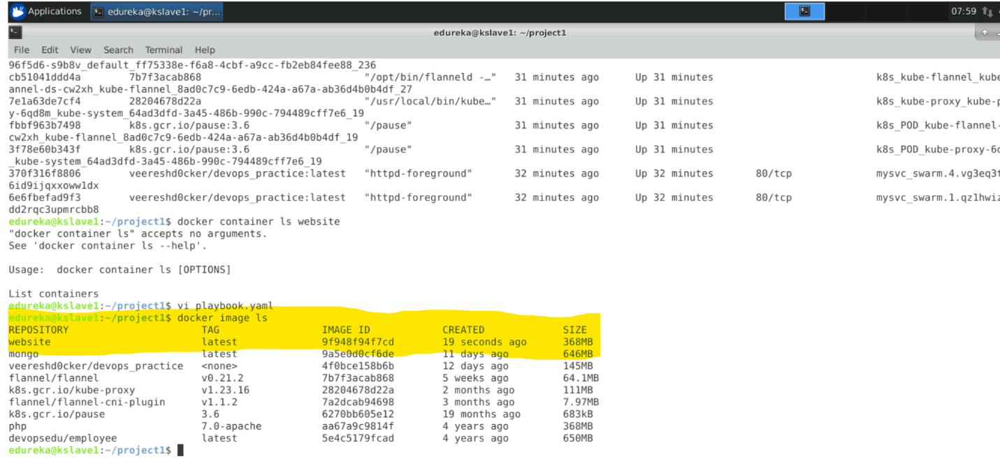 Applications edureka@kslave1: ~/pr... 07:59
edureka@kslave1: ~/project1
File Edit View Search Terminal Help
96f5d6-s9b8v_default_ff75338e-f6a8-4cbf-a9cc-fb2eb84fee88_236
cb51041ddd4a 7b7f3acab868 "/opt/bin/flanneld -…" 31 minutes ago Up 31 minutes k8s_kube-flannel_kube
annel-ds-cw2xh_kube-flannel_8ad0c7c9-6edb-424a-a67a-ab36d4b0b4df_27
7e1a63de7cf4 28204678d22a "/usr/local/bin/kube…" 31 minutes ago Up 31 minutes k8s_kube-proxy_kube-p
y-6qd8m_kube-system_64ad3dfd-3a45-486b-990c-794489cff7e6_19
fbbf963b7498 k8s.gcr.io/pause:3.6 "/pause" 31 minutes ago Up 31 minutes k8s_POD_kube-flannel-
cw2xh_kube-flannel_8ad0c7c9-6edb-424a-a67a-ab36d4b0b4df_19
3f78e60b343f k8s.gcr.io/pause:3.6 "/pause" 31 minutes ago Up 31 minutes k8s_POD_kube-proxy-6q
_kube-system_64ad3dfd-3a45-486b-990c-794489cff7e6_19
370f316f8806 veereshd0cker/devops_practice:latest "httpd-foreground" 32 minutes ago Up 32 minutes 80/tcp mysvc_swarm.4.vg3eq3t
6id9ijqxxoww1dx
6e6fbefad9f3 veereshd0cker/devops_practice:latest "httpd-foreground" 32 minutes ago Up 32 minutes 80/tcp mysvc_swarm.1.qz1hwiz
dd2rqc3upmrcbb8
edureka@kslave1:~/project1$ docker container ls website
"docker container ls" accepts no arguments.
See 'docker container ls --help'.
Usage:  docker container ls [OPTIONS]
List containers
edureka@kslave1:~/project1$ vi playbook.yaml
edureka@kslave1:~/project1$ docker image ls
REPOSITORY TAG IMAGE ID CREATED SIZE
website latest 9f948f94f7cd 19 seconds ago 368MB
mongo latest 9a5e0d0cf6de 11 days ago 646MB
veereshd0cker/devops_practice <none> 4f0bce158b6b 12 days ago 145MB
flannel/flannel v0.21.2 7b7f3acab868 5 weeks ago 64.1MB
k8s.gcr.io/kube-proxy v1.23.16 28204678d22a 2 months ago 111MB
flannel/flannel-cni-plugin v1.1.2 7a2dcab94698 3 months ago 7.97MB
k8s.gcr.io/pause 3.6 6270bb605e12 19 months ago 683kB
php 7.0-apache aa67a9c9814f 4 years ago 368MB
devopsedu/employee latest 5e4c5179fcad 4 years ago 650MB
edureka@kslave1:~/project1$